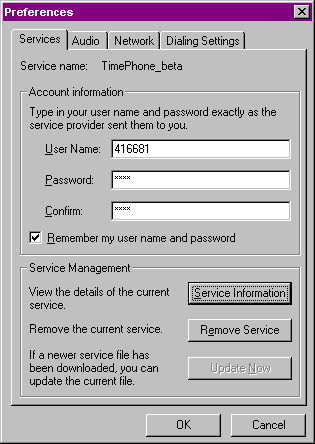 Preferences
Services Audio Network Dialing Settings
Service name: TimePhone_beta
Account information
Type in your user name and password exactly as the
service provider sent them to you.
User Name: 416681
Password: ****
Confirm: ****
Remember my user name and password
Service Management
View the details of the current
service.
Service Information
Remove the current service.
Remove Service
If a newer service file has
been downloaded, you can
update the current file.
Update Now
OK Cancel